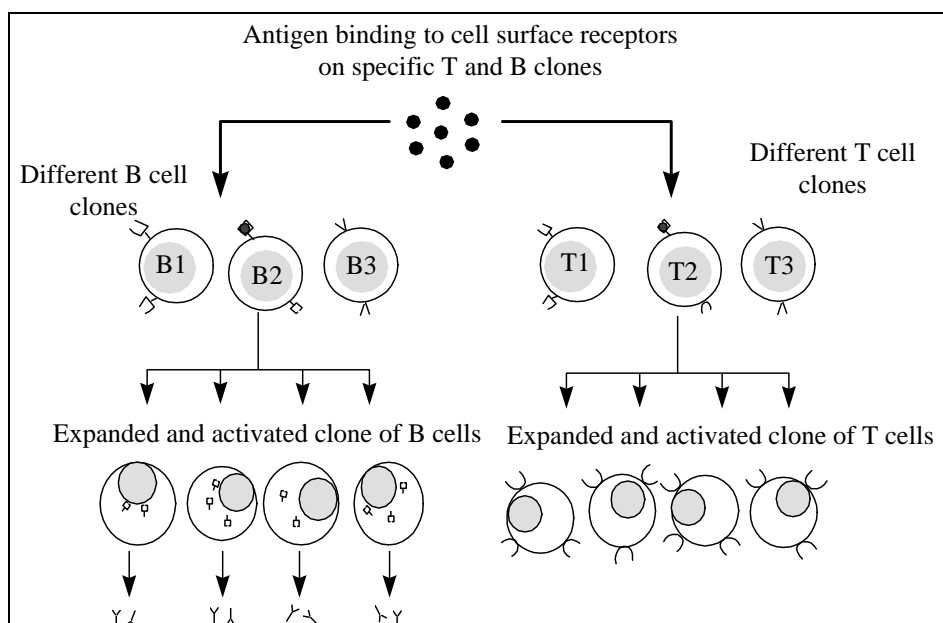 Antigen binding to cell surface receptors
on specific T and B clones
Different B cell
clones
Different T cell
clones
B1
B2
B3
T1
T2
T3
Expanded and activated clone of B cells
Expanded and activated clone of T cells